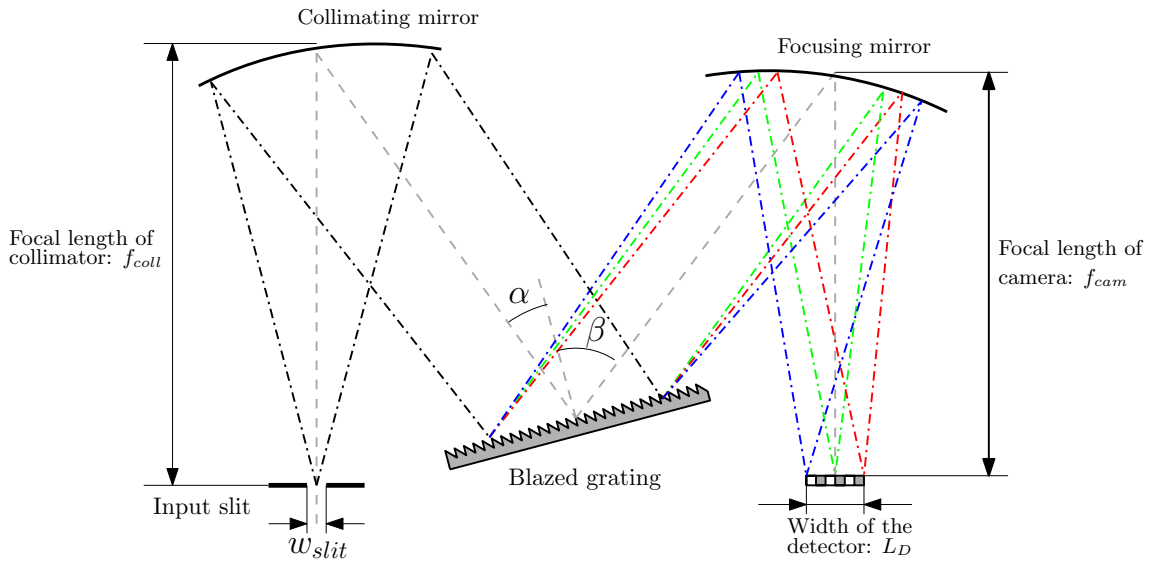 Collimating mirror
Focusing mirror
Focal length of
collimator: f_coll
Focal length of
camera: f_cam
α
β
Blazed grating
Input slit
w_slit
Width of the
detector: L_D